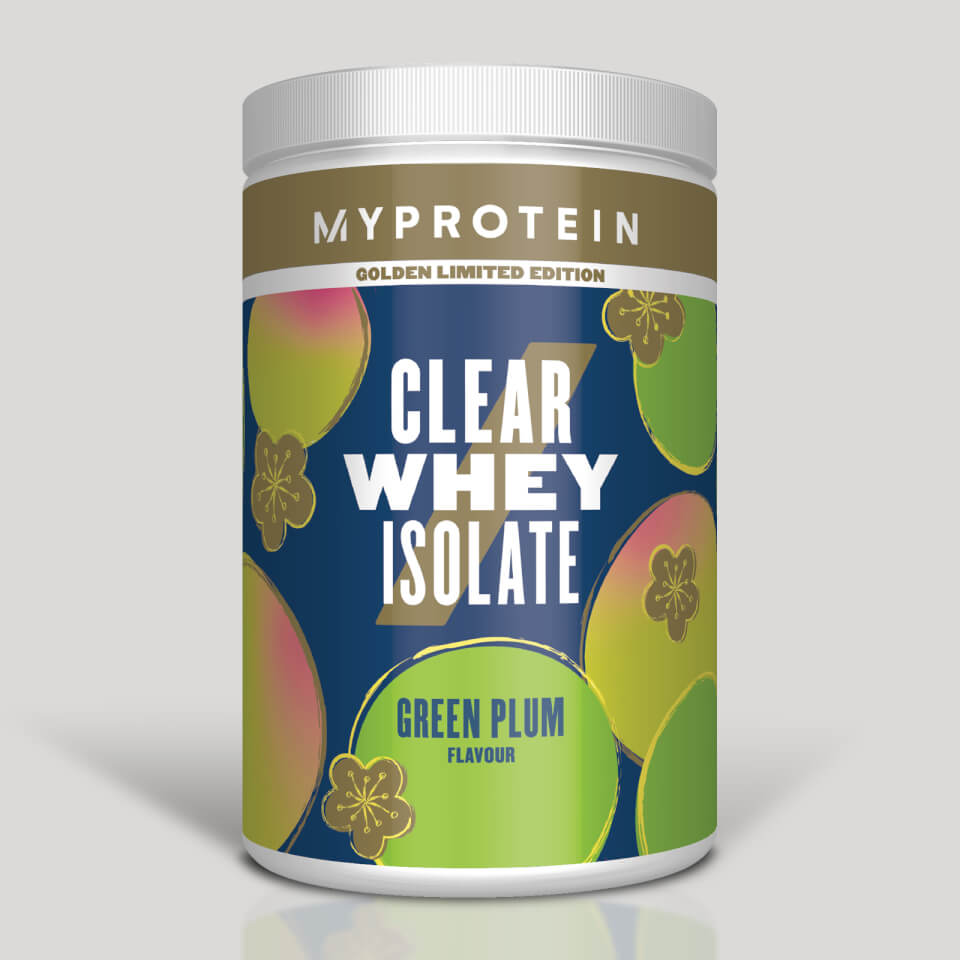 MYPROTEIN
GOLDEN LIMITED EDITION
CLEAR
WHEY
ISOLATE
GREEN PLUM
FLAVOUR